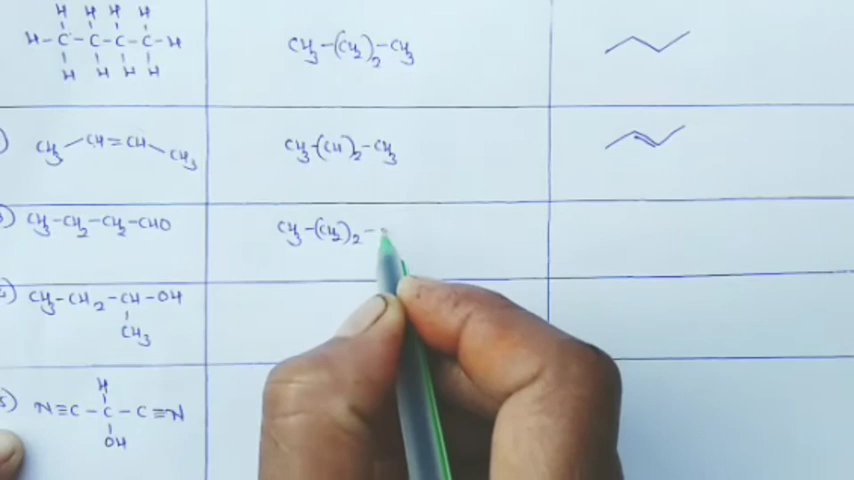 H H H H
H-C-C-C-C-H
H H H H
CH3-(CH2)2-CH3
) CH3-CH=CH-CH3
CH3-(CH)2-CH3
3) CH3-CH2-CH2-CHO
CH3-(CH2)2-
4) CH3-CH2-CH-OH
CH3
5) N≡C-C-C≡N
H
OH